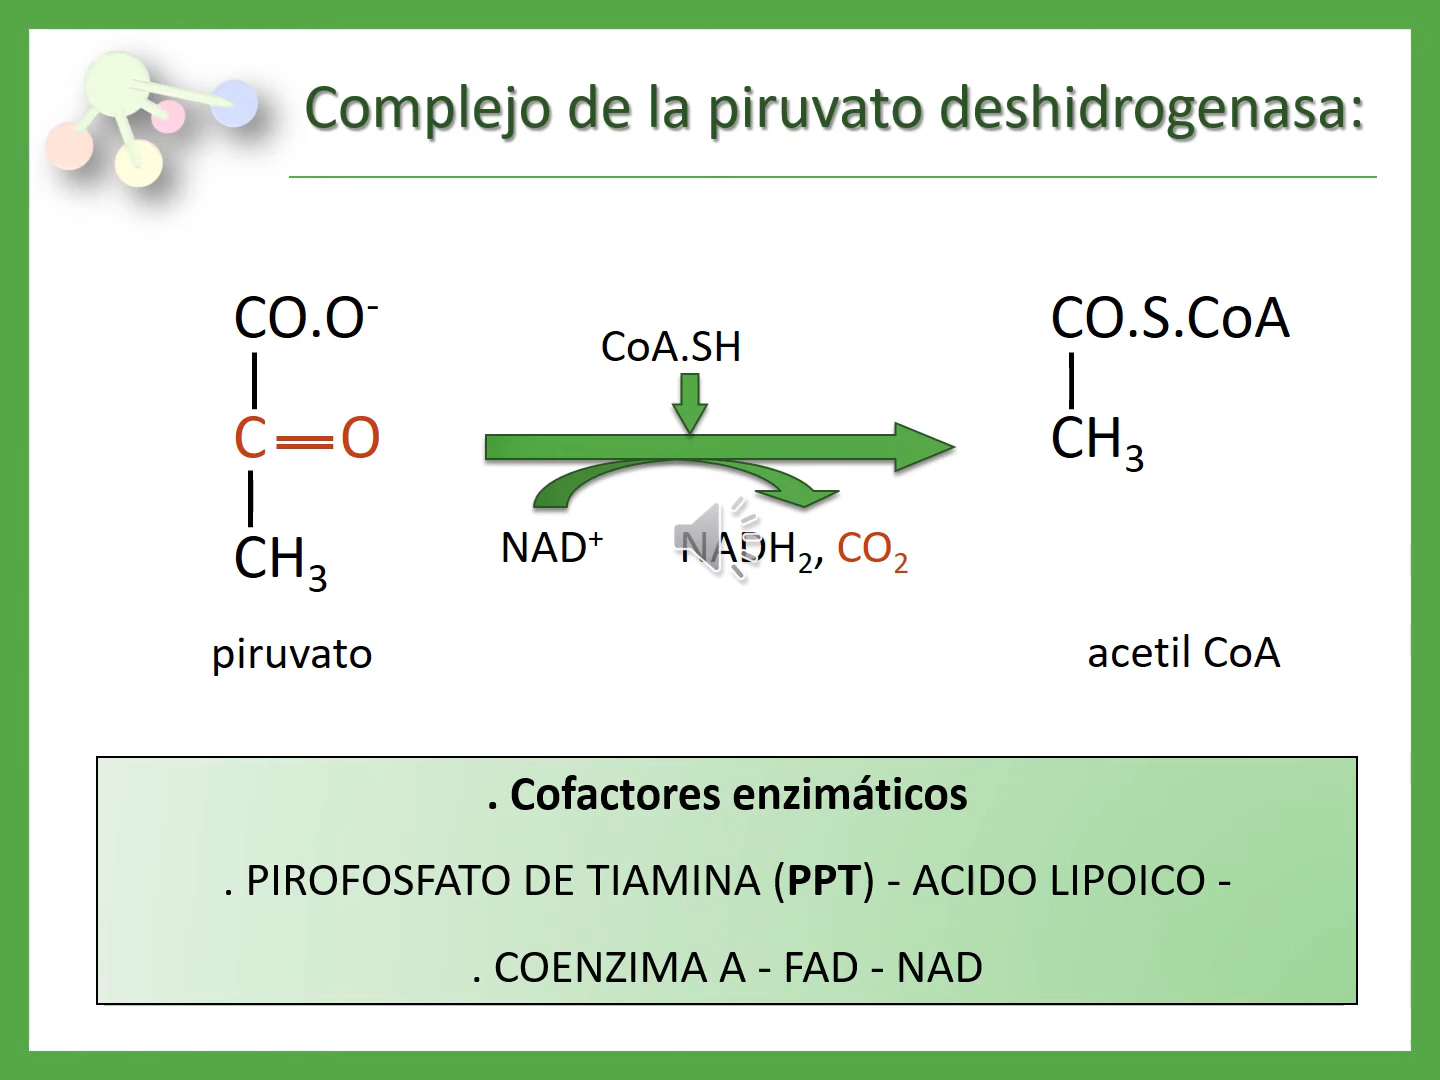 Complejo de la piruvato deshidrogenasa:
CO.O⁻
C=O
CH₃
piruvato
CoA.SH
NAD⁺ NADH₂, CO₂
CO.S.CoA
CH₃
acetil CoA
. Cofactores enzimáticos
. PIROFOSFATO DE TIAMINA (PPT) - ACIDO LIPOICO -
. COENZIMA A - FAD - NAD